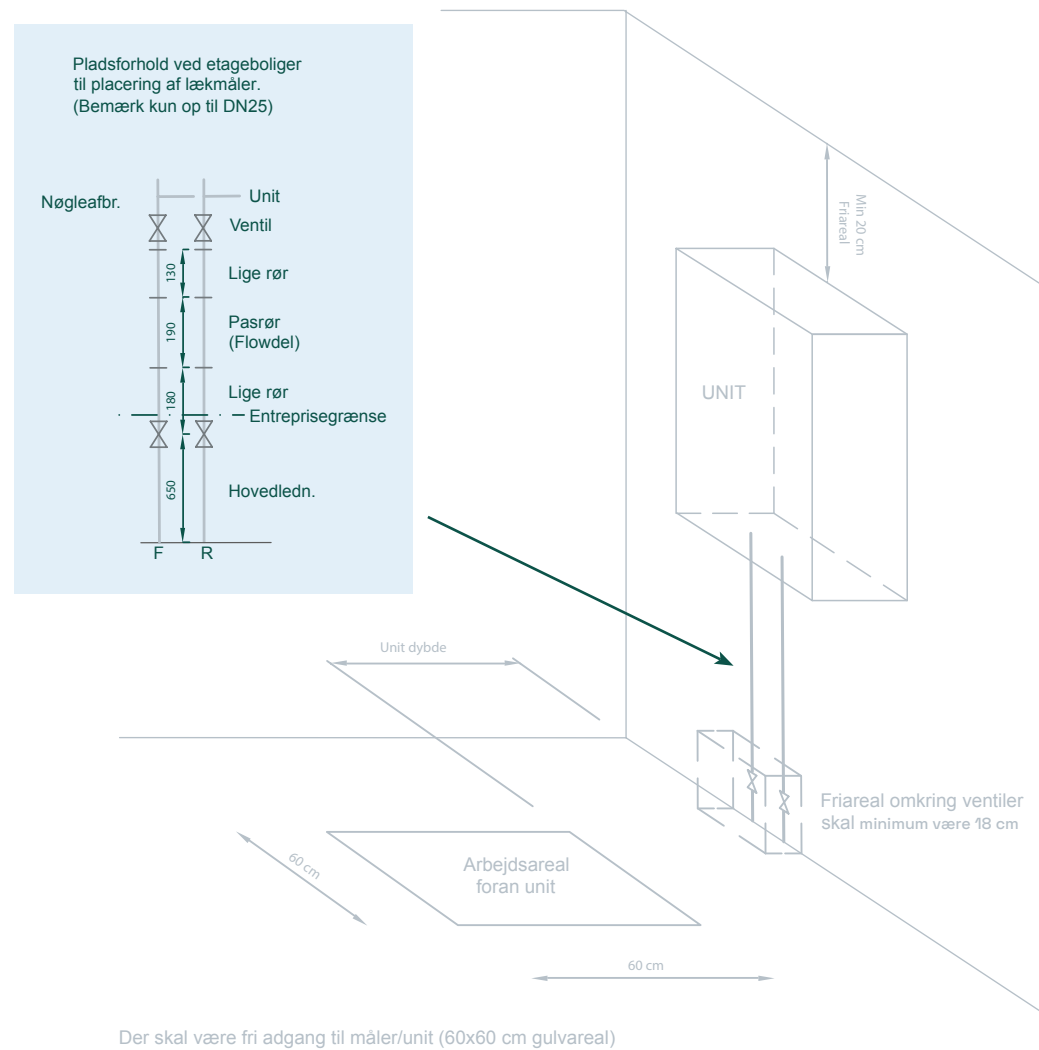 Pladsforhold ved etageboliger
til placering af lækmåler.
(Bemærk kun op til DN25)
Nøgleafbr.
Unit
Ventil
130
Lige rør
190
Pasrør
(Flowdel)
180
Lige rør
Entreprisegrænse
650
Hovedledn.
F
R
Min 20 cm
Friareal
UNIT
Unit dybde
Friareal omkring ventiler
skal minimum være 18 cm
60 cm
Arbejdsareal
foran unit
60 cm
Der skal være fri adgang til måler/unit (60x60 cm gulvareal)